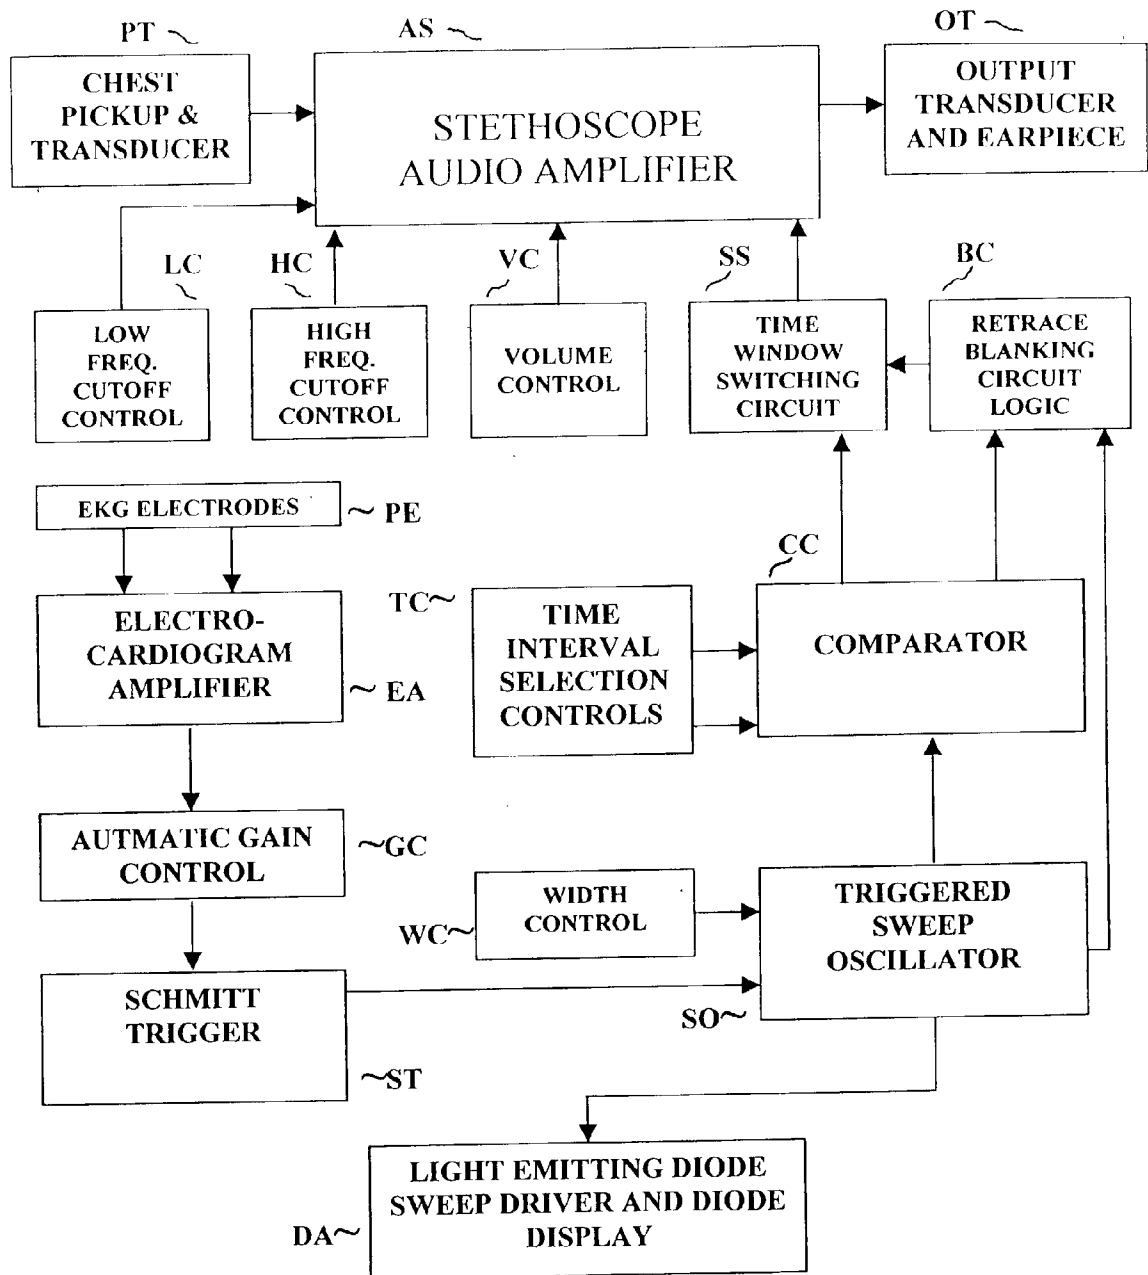 PT
AS
OT
CHEST
PICKUP &
TRANSDUCER
STETHOSCOPE
AUDIO AMPLIFIER
OUTPUT
TRANSDUCER
AND EARPIECE
LC
HC
VC
SS
BC
LOW
FREQ.
CUTOFF
CONTROL
HIGH
FREQ.
CUTOFF
CONTROL
VOLUME
CONTROL
TIME
WINDOW
SWITCHING
CIRCUIT
RETRACE
BLANKING
CIRCUIT
LOGIC
EKG ELECTRODES
PE
CC
TC
ELECTRO-
CARDIOGRAM
AMPLIFIER
EA
TIME
INTERVAL
SELECTION
CONTROLS
COMPARATOR
AUTMATIC GAIN
CONTROL
GC
WIDTH
CONTROL
WC
TRIGGERED
SWEEP
OSCILLATOR
SO
SCHMITT
TRIGGER
ST
LIGHT EMITTING DIODE
SWEEP DRIVER AND DIODE
DISPLAY
DA